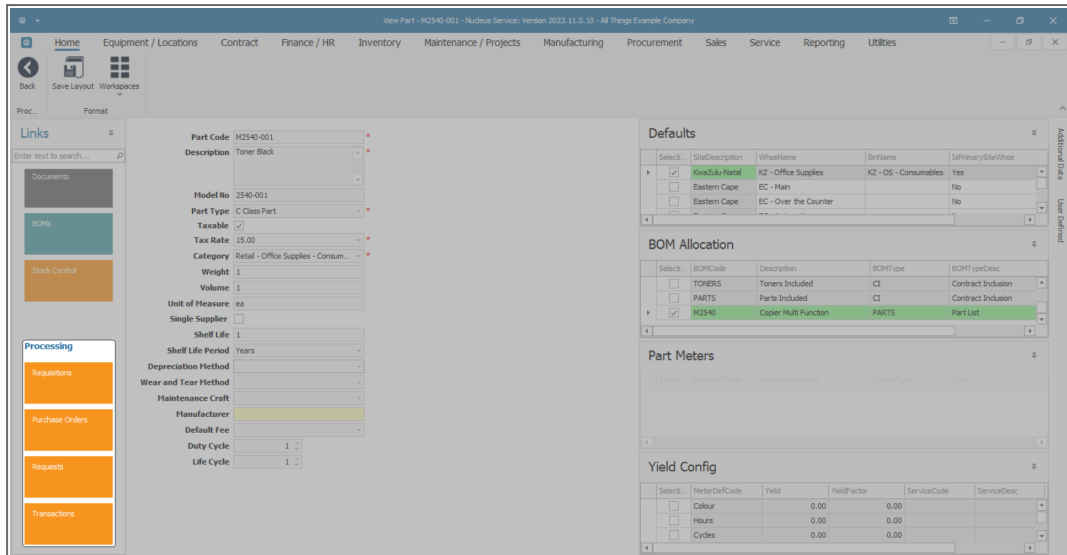 View Part - M2540-001 - Nucleus Service: Version 2023.11.0.10 - All Things Example Company
Home Equipment / Locations Contract Finance / HR Inventory Maintenance / Projects Manufacturing Procurement Sales Service Reporting Utilities
Back Save Layout Workspaces
Proc... Format
Links
Enter text to search...
Documents
BOMs
Stock Control
Processing
Requisitions
Purchase Orders
Requests
Transactions
Part Code M2540-001 *
Description Toner Black *
Model No 2540-001
Part Type C Class Part *
Taxable
Tax Rate 15.00 *
Category Retail - Office Supplies - Consum... *
Weight 1
Volume 1
Unit of Measure ea
Single Supplier
Shelf Life 1
Shelf Life Period Years
Depreciation Method
Wear and Tear Method
Maintenance Craft
Manufacturer
Default Fee
Duty Cycle 1
Life Cycle 1
Defaults
Selecti... SiteDescription WhseName BinName IsPrimarySiteWhse
KwaZulu-Natal KZ - Office Supplies KZ - OS - Consumables Yes
Eastern Cape EC - Main No
Eastern Cape EC - Over the Counter No
BOM Allocation
Selecti... BOMCode Description BOMType BOMTypeDesc
TONERS Toners Included CI Contract Inclusion
PARTS Parts Included CI Contract Inclusion
M2540 Copier Multi Function PARTS Part List
Part Meters
Selecti... MeterDefCode MeterDescription MeterType
Yield Config
Selecti... MeterDefCode Yield YieldFactor ServiceCode ServiceDesc
Colour 0.00 0.00
Hours 0.00 0.00
Cycles 0.00 0.00
Additional Data
User Defined